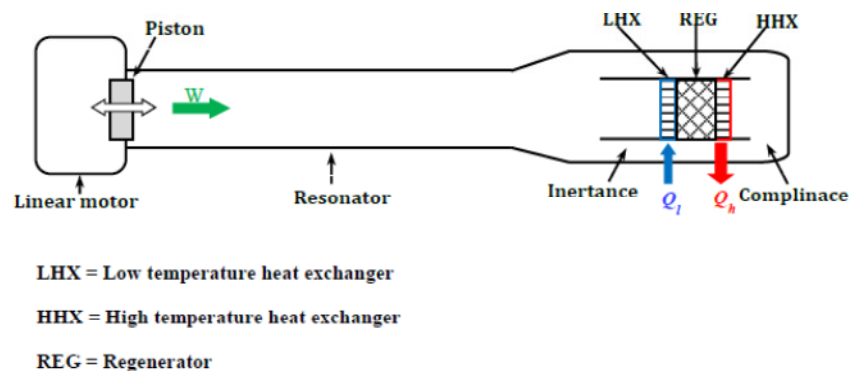 LHX REG HHX
Piston
W
Inertance
Linear motor
Resonator
Complinace
Q_l
Q_h
LHX = Low temperature heat exchanger
HHX = High temperature heat exchanger
REG = Regenerator